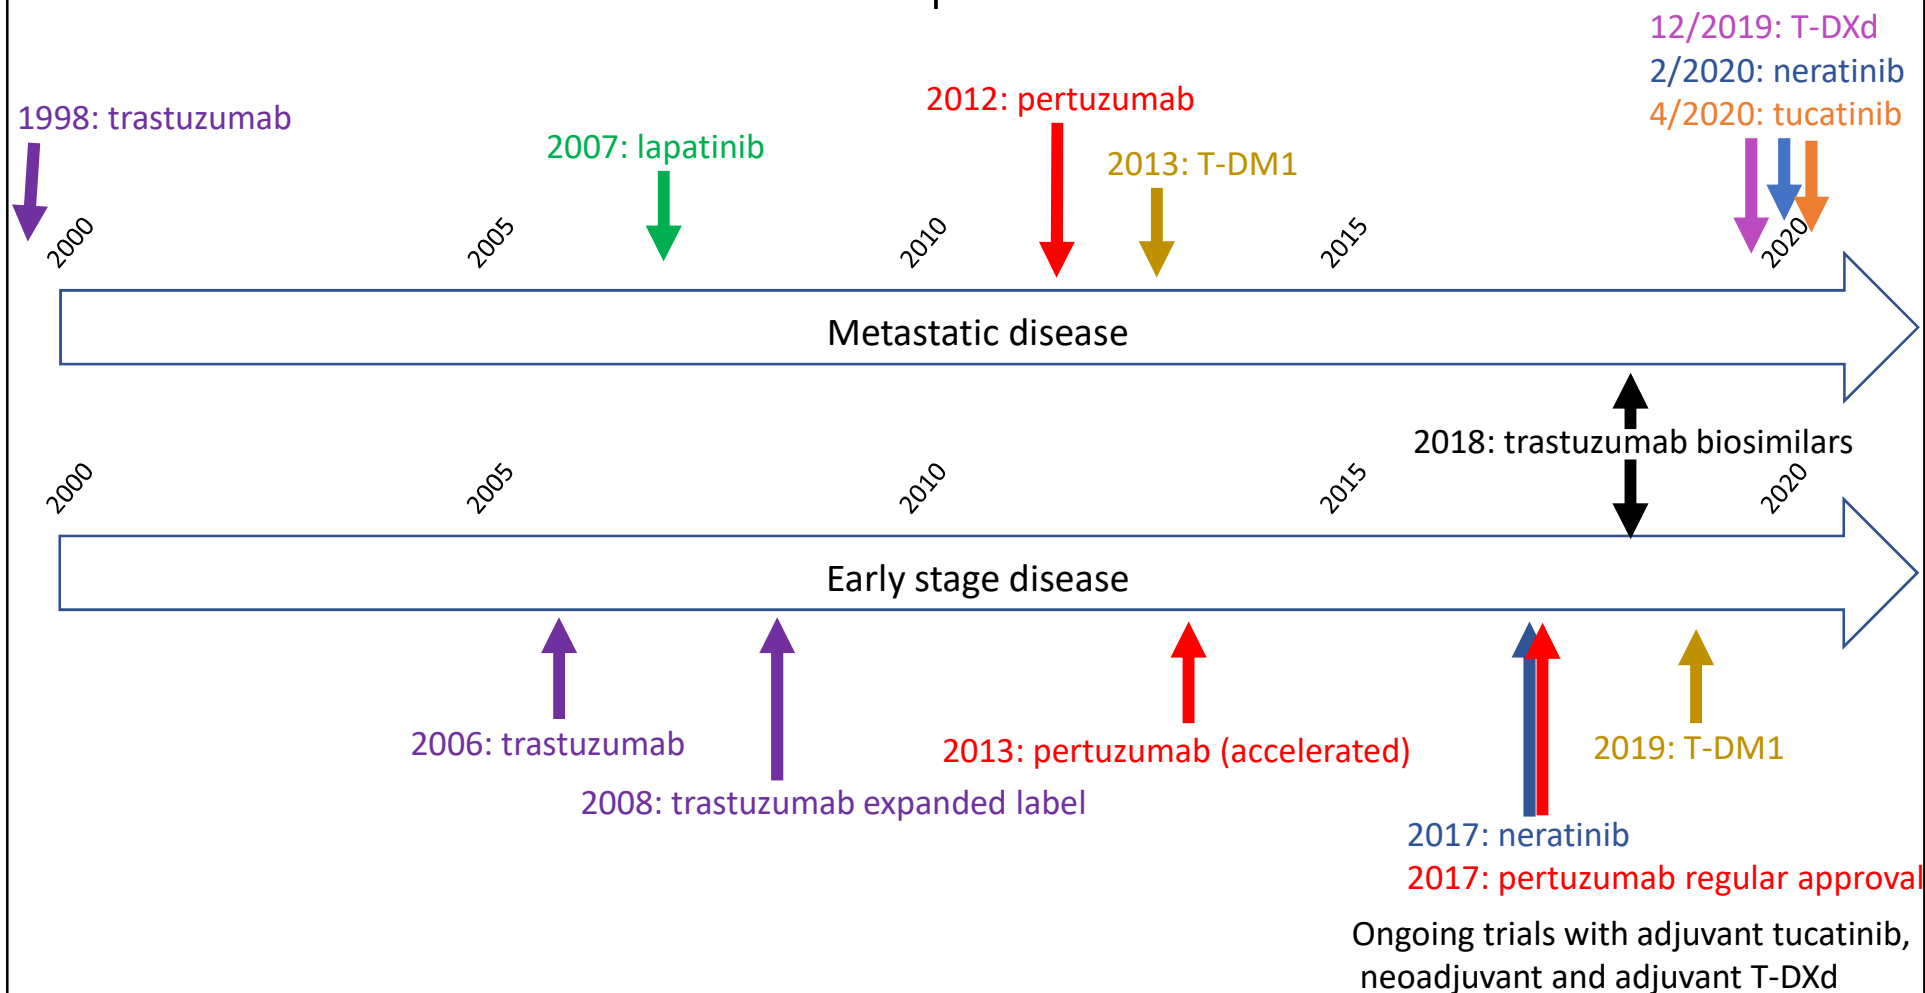 12/2019: T-DXd
2/2020: neratinib
4/2020: tucatinib
1998: trastuzumab
2007: lapatinib
2012: pertuzumab
2013: T-DM1
2000
2005
2010
2015
2020
Metastatic disease
2018: trastuzumab biosimilars
2000
2005
2010
2015
2020
Early stage disease
2006: trastuzumab
2008: trastuzumab expanded label
2013: pertuzumab (accelerated)
2019: T-DM1
2017: neratinib
2017: pertuzumab regular approval
Ongoing trials with adjuvant tucatinib,
neoadjuvant and adjuvant T-DXd